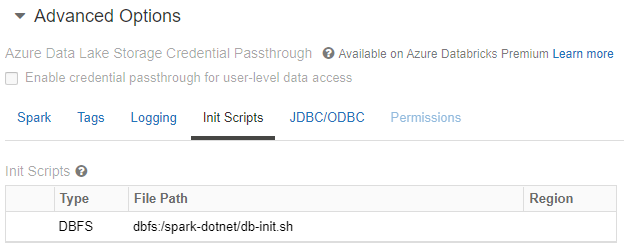 Advanced Options
Azure Data Lake Storage Credential Passthrough Available on Azure Databricks Premium Learn more
Enable credential passthrough for user-level data access
Spark Tags Logging Init Scripts JDBC/ODBC Permissions
Init Scripts
Type File Path Region
DBFS dbfs:/spark-dotnet/db-init.sh